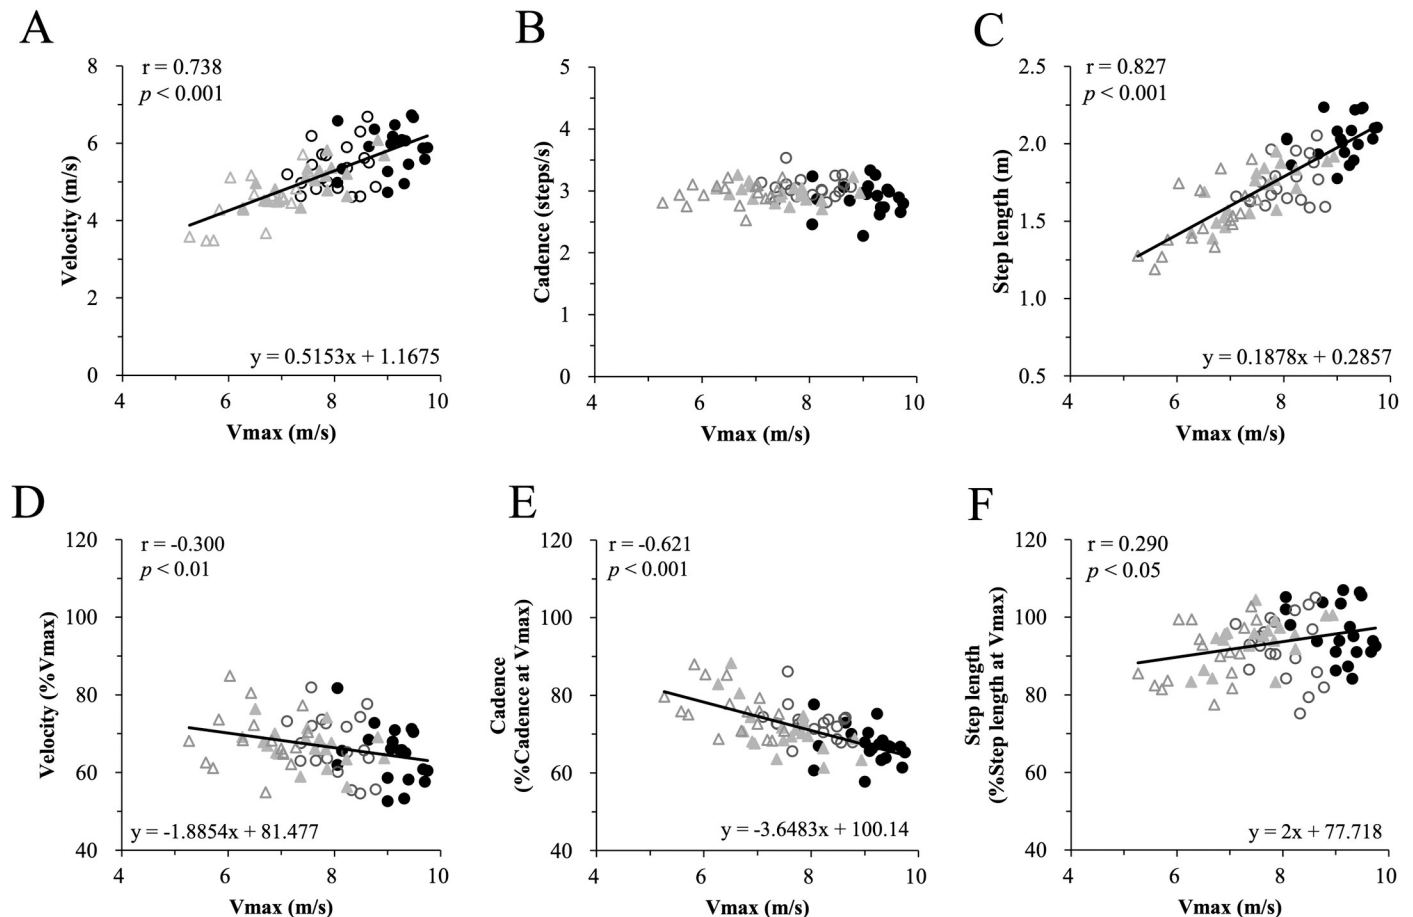 A
r = 0.738
p < 0.001
Velocity (m/s)
8
6
4
2
0
y = 0.5153x + 1.1675
4 6 8 10
Vmax (m/s)
B
Cadence (steps/s)
5
4
3
2
1
0
4 6 8 10
Vmax (m/s)
C
r = 0.827
p < 0.001
Step length (m)
2.5
2.0
1.5
1.0
0.5
y = 0.1878x + 0.2857
4 6 8 10
Vmax (m/s)
D
r = -0.300
p < 0.01
Velocity (%Vmax)
120
100
80
60
40
y = -1.8854x + 81.477
4 6 8 10
Vmax (m/s)
E
r = -0.621
p < 0.001
Cadence
(%Cadence at Vmax)
120
100
80
60
40
y = -3.6483x + 100.14
4 6 8 10
Vmax (m/s)
F
r = 0.290
p < 0.05
Step length
(%Step length at Vmax)
120
100
80
60
40
y = 2x + 77.718
4 6 8 10
Vmax (m/s)